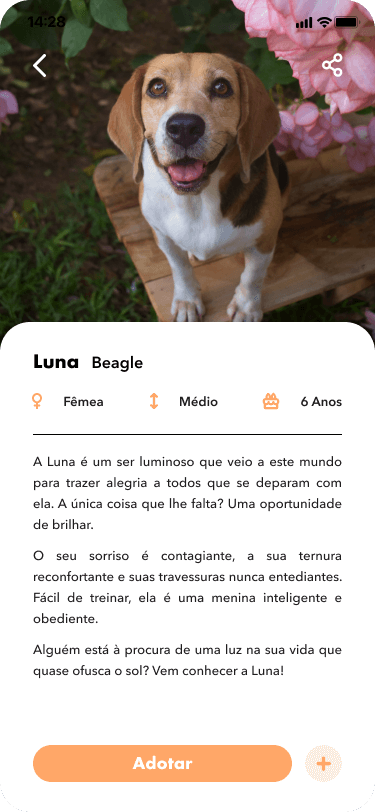 14:28
Luna Beagle
Fêmea Médio 6 Anos
A Luna é um ser luminoso que veio a este mundo
para trazer alegria a todos que se deparam com
ela. A única coisa que lhe falta? Uma oportunidade
de brilhar.
O seu sorriso é contagiante, a sua ternura
reconfortante e suas travessuras nunca entediantes.
Fácil de treinar, ela é uma menina inteligente e
obediente.
Alguém está à procura de uma luz na sua vida que
quase ofusca o sol? Vem conhecer a Luna!
Adotar